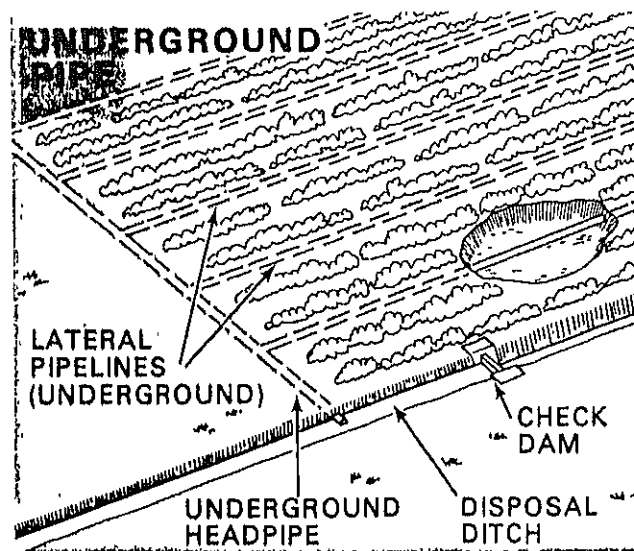 UNDERGROUND
PIPE
LATERAL
PIPELINES
(UNDERGROUND)
CHECK
DAM
UNDERGROUND
HEADPIPE
DISPOSAL
DITCH